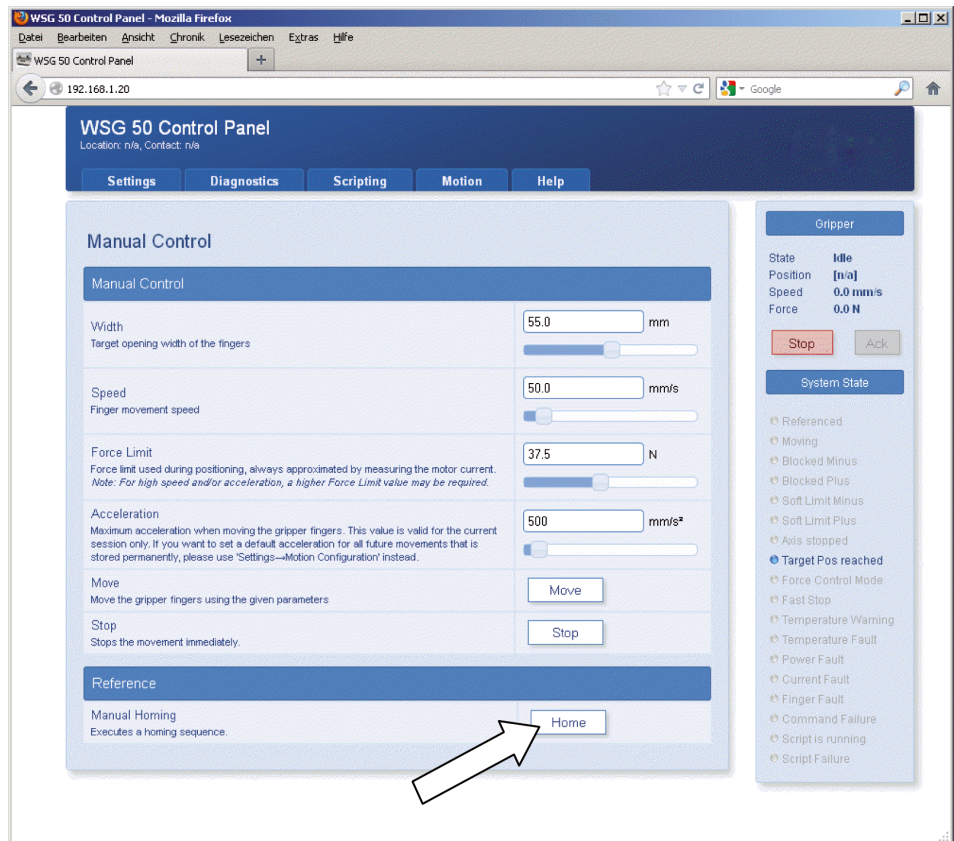 WSG 50 Control Panel - Mozilla Firefox
Datei Bearbeiten Ansicht Chronik Lesezeichen Extras Hilfe
WSG 50 Control Panel
192.168.1.20
Google
WSG 50 Control Panel
Location: n/a, Contact: n/a
Settings Diagnostics Scripting Motion Help
Manual Control
Manual Control
Width
Target opening width of the fingers
55.0 mm
Speed
Finger movement speed
50.0 mm/s
Force Limit
Force limit used during positioning, always approximated by measuring the motor current.
Note: For high speed and/or acceleration, a higher Force Limit value may be required.
37.5 N
Acceleration
Maximum acceleration when moving the gripper fingers. This value is valid for the current
session only. If you want to set a default acceleration for all future movements that is
stored permanently, please use 'Settings→Motion Configuration' instead.
500 mm/s²
Move
Move the gripper fingers using the given parameters
Move
Stop
Stops the movement immediately.
Stop
Reference
Manual Homing
Executes a homing sequence.
Home
Gripper
State Idle
Position [n/a]
Speed 0.0 mm/s
Force 0.0 N
Stop Ack
System State
Referenced
Moving
Blocked Minus
Blocked Plus
Soft Limit Minus
Soft Limit Plus
Axis stopped
Target Pos reached
Force Control Mode
Fast Stop
Temperature Warning
Temperature Fault
Power Fault
Current Fault
Finger Fault
Command Failure
Script is running
Script Failure